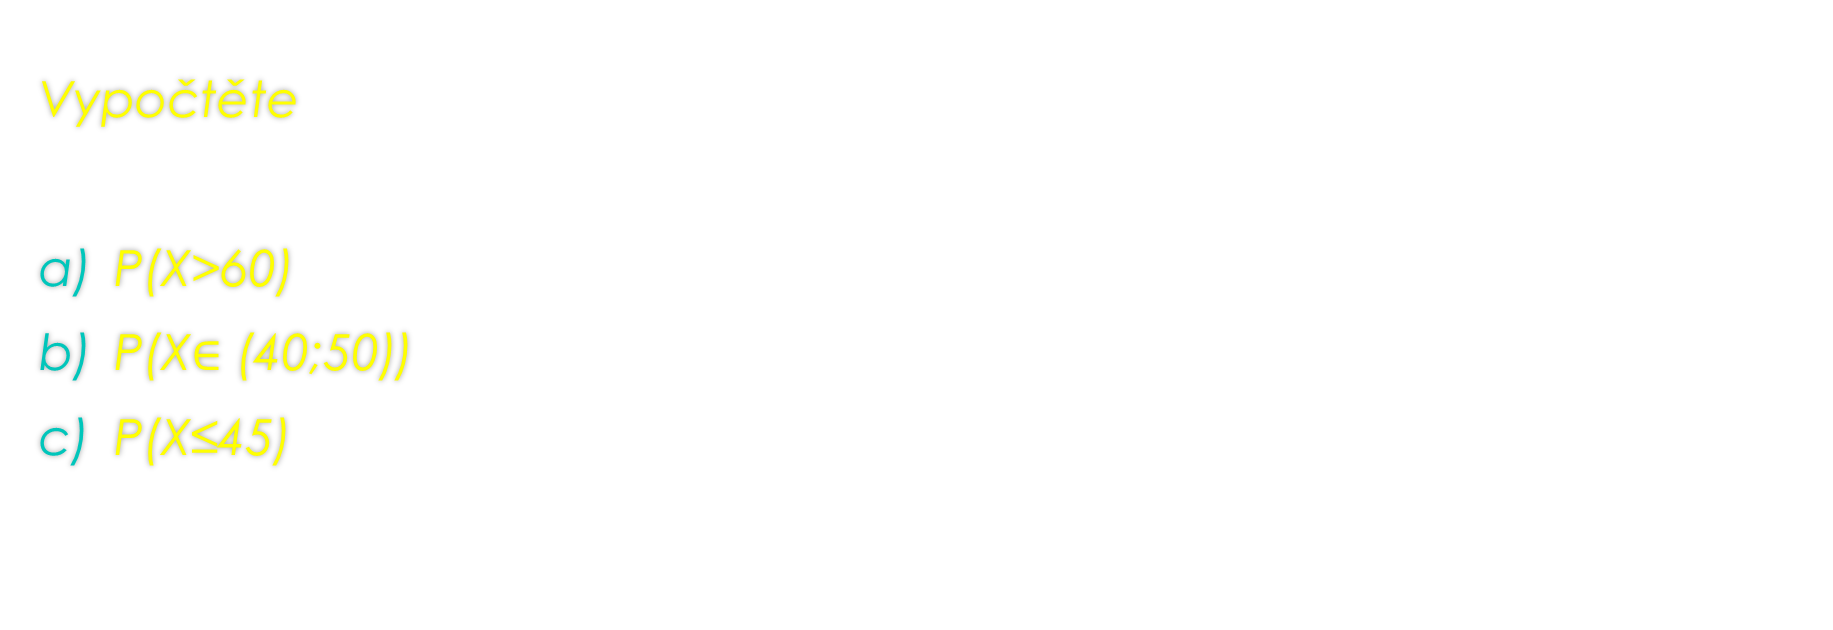 Vypočtěte
a) P(X>60)
b) P(X∈ (40;50))
c) P(X≤45)